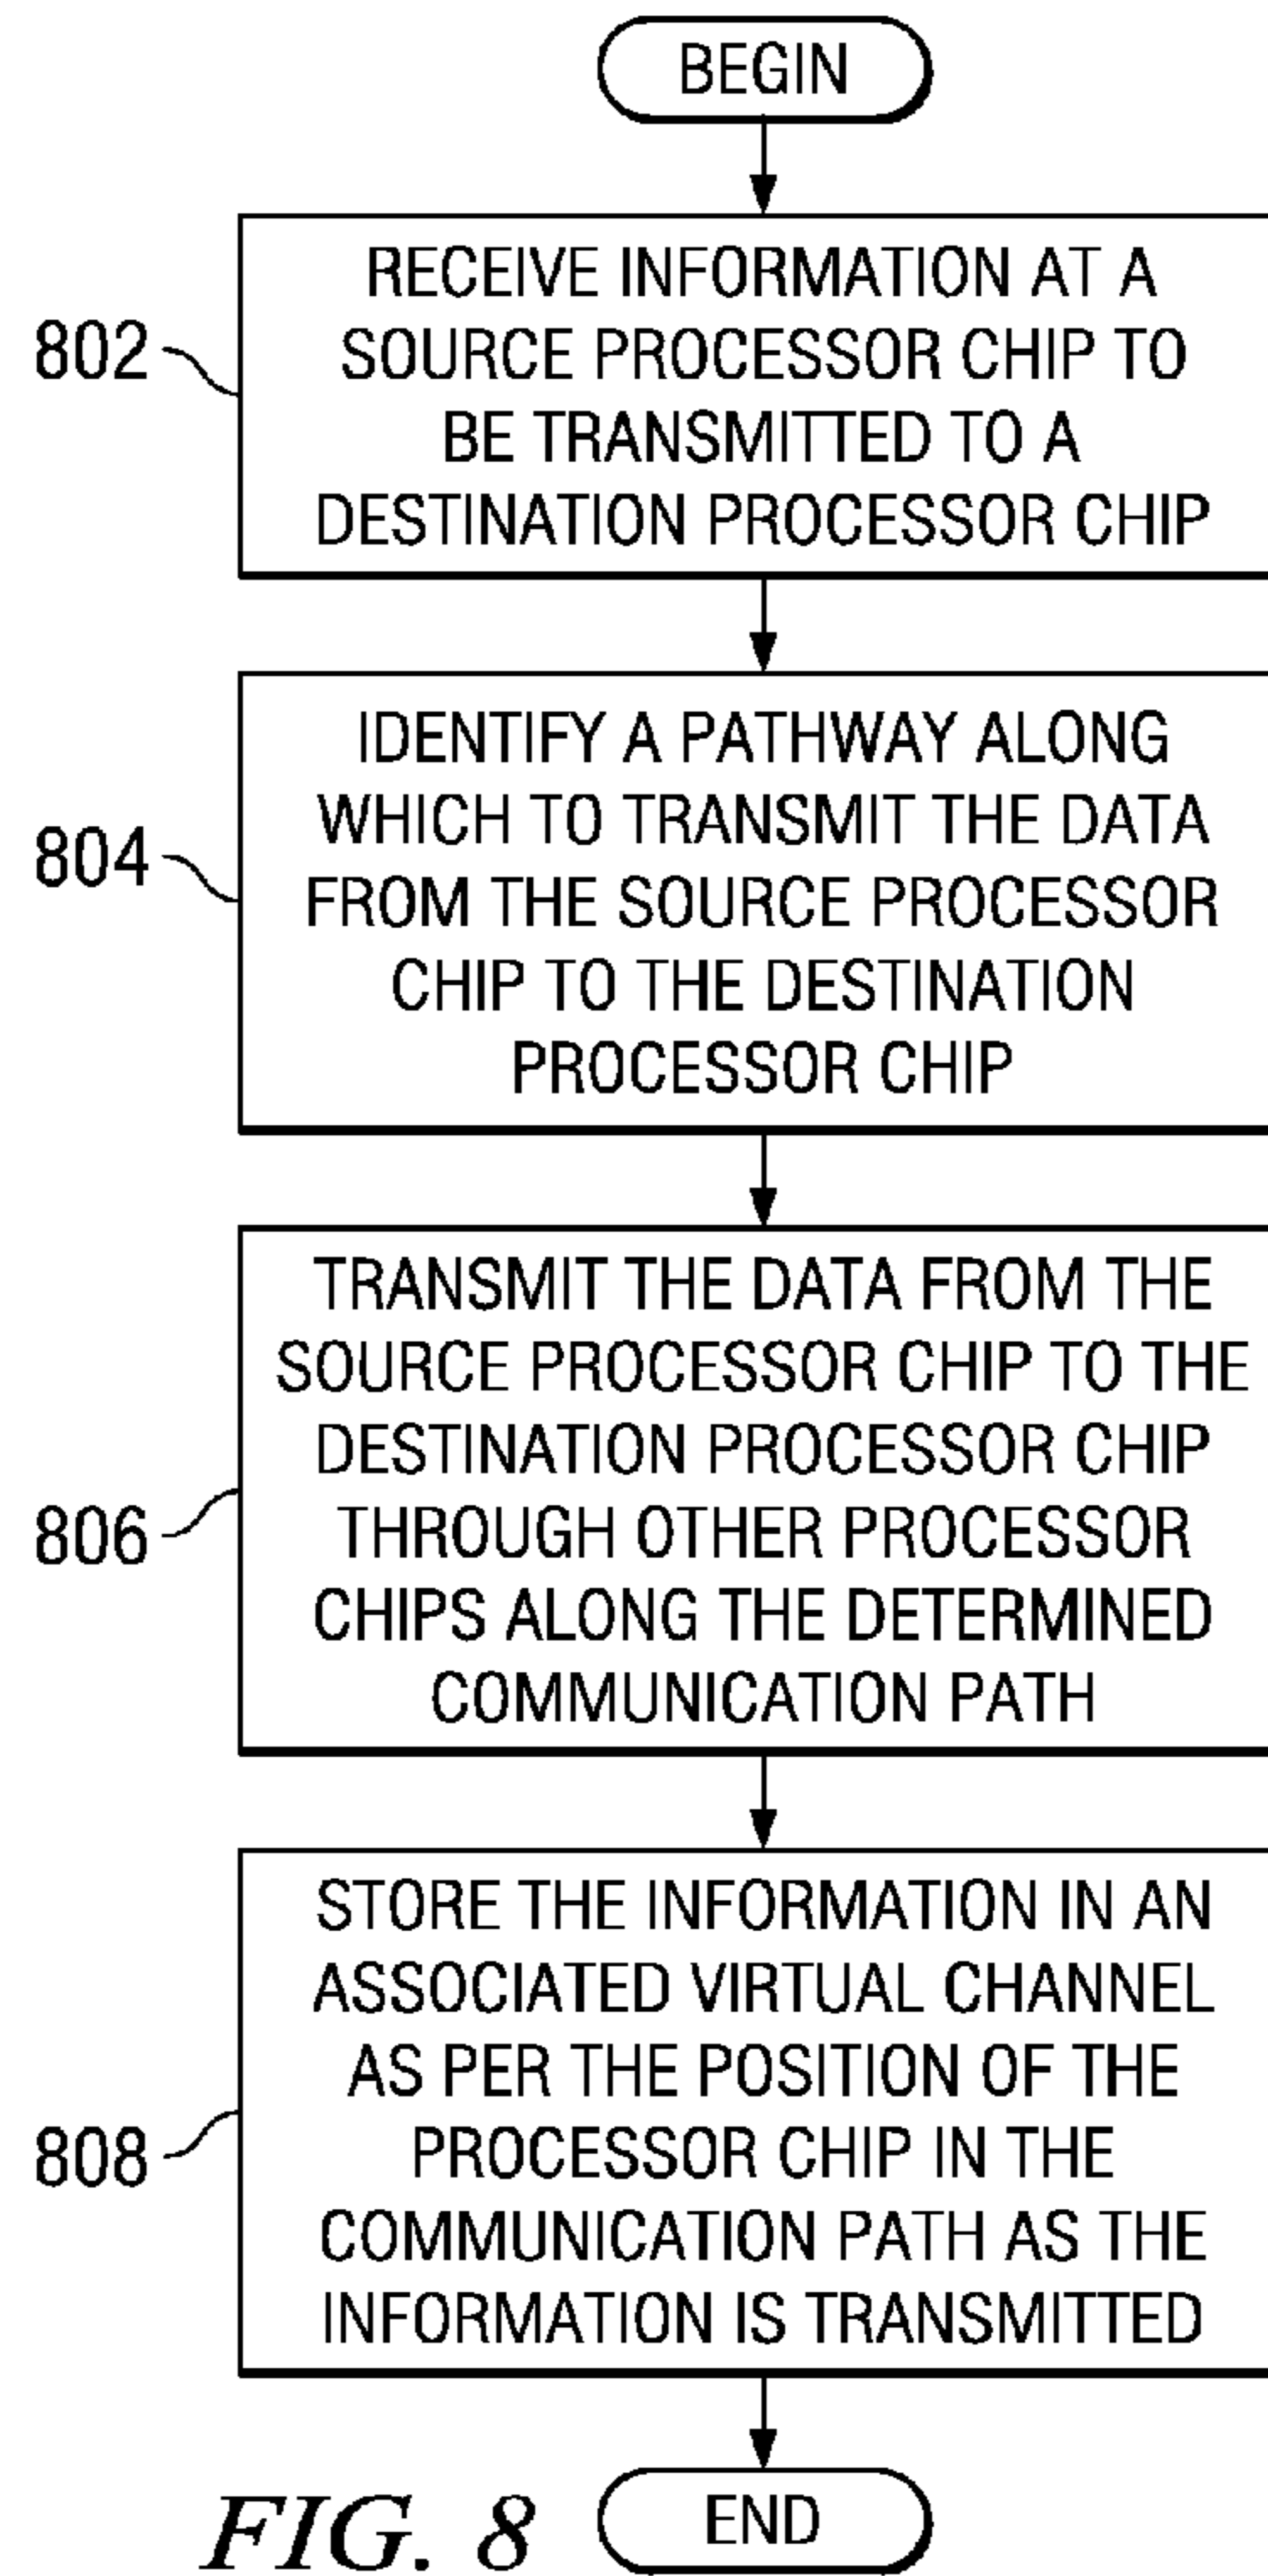 BEGIN
RECEIVE INFORMATION AT A
SOURCE PROCESSOR CHIP TO
BE TRANSMITTED TO A
DESTINATION PROCESSOR CHIP
802
IDENTIFY A PATHWAY ALONG
WHICH TO TRANSMIT THE DATA
FROM THE SOURCE PROCESSOR
CHIP TO THE DESTINATION
PROCESSOR CHIP
804
TRANSMIT THE DATA FROM THE
SOURCE PROCESSOR CHIP TO THE
DESTINATION PROCESSOR CHIP
THROUGH OTHER PROCESSOR
CHIPS ALONG THE DETERMINED
COMMUNICATION PATH
806
STORE THE INFORMATION IN AN
ASSOCIATED VIRTUAL CHANNEL
AS PER THE POSITION OF THE
PROCESSOR CHIP IN THE
COMMUNICATION PATH AS THE
INFORMATION IS TRANSMITTED
808
END
FIG. 8